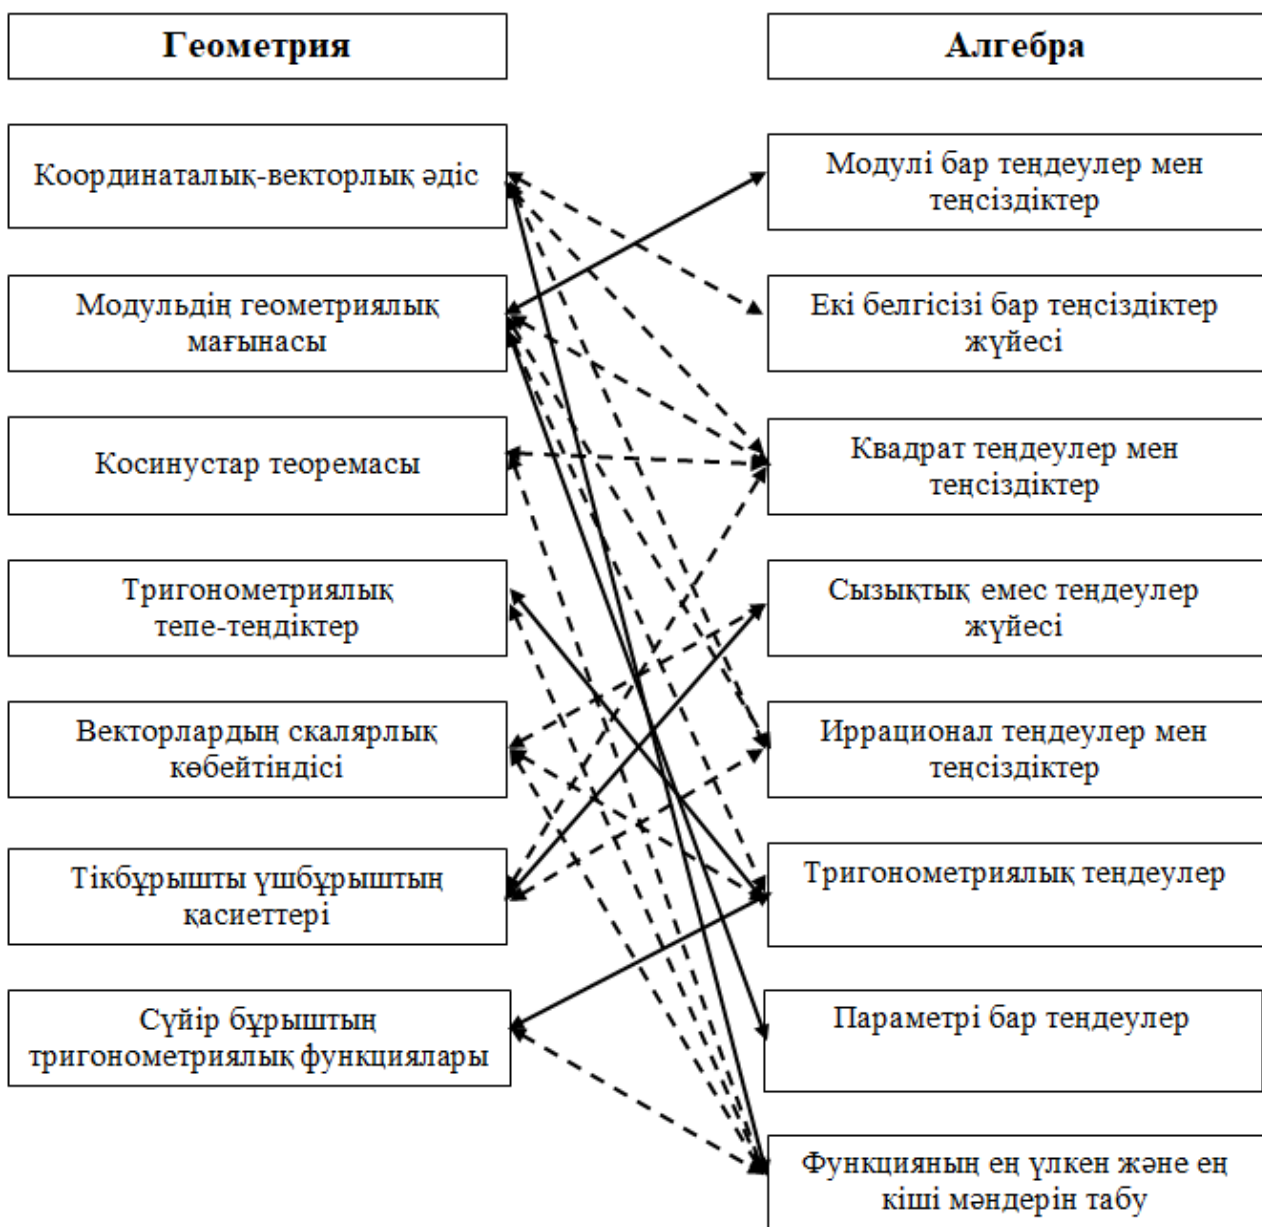 Геометрия
Алгебра
Координаталық-векторлық әдіс
Модулі бар теңдеулер мен
теңсіздіктер
Модульдің геометриялық
мағынасы
Екі белгісізі бар теңсіздіктер
жүйесі
Косинустар теоремасы
Квадрат теңдеулер мен
теңсіздіктер
Тригонометриялық
тепе-теңдіктер
Сызықтық емес теңдеулер
жүйесі
Векторлардың скалярлық
көбейтіндісі
Иррационал теңдеулер мен
теңсіздіктер
Тікбұрышты үшбұрыштың
қасиеттері
Тригонометриялық теңдеулер
Сүйір бұрыштың
тригонометриялық функциялары
Параметрі бар теңдеулер
Функцияның ең үлкен және ең
кіші мәндерін табу